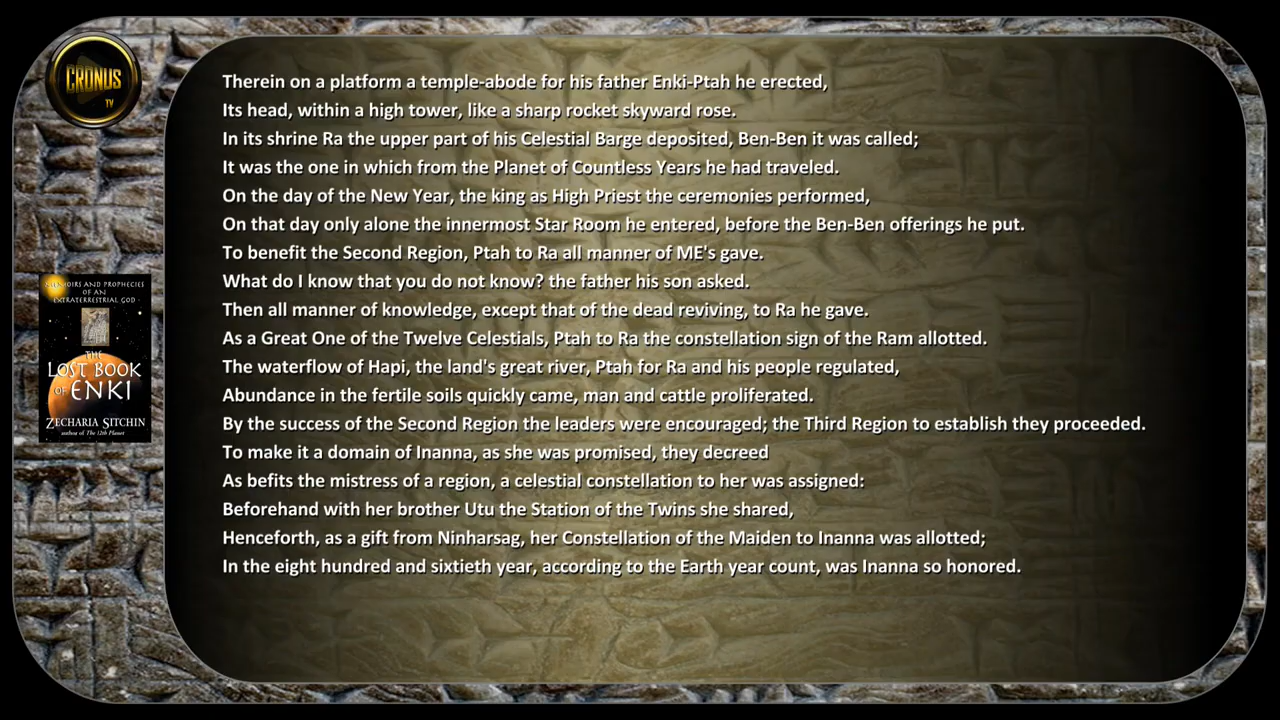 CRONUS
TV
Therein on a platform a temple-abode for his father Enki-Ptah he erected,
Its head, within a high tower, like a sharp rocket skyward rose.
In its shrine Ra the upper part of his Celestial Barge deposited, Ben-Ben it was called;
It was the one in which from the Planet of Countless Years he had traveled.
On the day of the New Year, the king as High Priest the ceremonies performed,
On that day only alone the innermost Star Room he entered, before the Ben-Ben offerings he put.
To benefit the Second Region, Ptah to Ra all manner of ME's gave.
What do I know that you do not know? the father his son asked.
Then all manner of knowledge, except that of the dead reviving, to Ra he gave.
As a Great One of the Twelve Celestials, Ptah to Ra the constellation sign of the Ram allotted.
The waterflow of Hapi, the land's great river, Ptah for Ra and his people regulated,
Abundance in the fertile soils quickly came, man and cattle proliferated.
By the success of the Second Region the leaders were encouraged; the Third Region to establish they proceeded.
To make it a domain of Inanna, as she was promised, they decreed
As befits the mistress of a region, a celestial constellation to her was assigned:
Beforehand with her brother Utu the Station of the Twins she shared,
Henceforth, as a gift from Ninharsag, her Constellation of the Maiden to Inanna was allotted;
In the eight hundred and sixtieth year, according to the Earth year count, was Inanna so honored.
MEMOIRS AND PROPHECIES
OF AN
EXTRATERRESTRIAL GOD
THE
LOST BOOK
OF ENKI
ZECHARIA SITCHIN
author of The 12th Planet